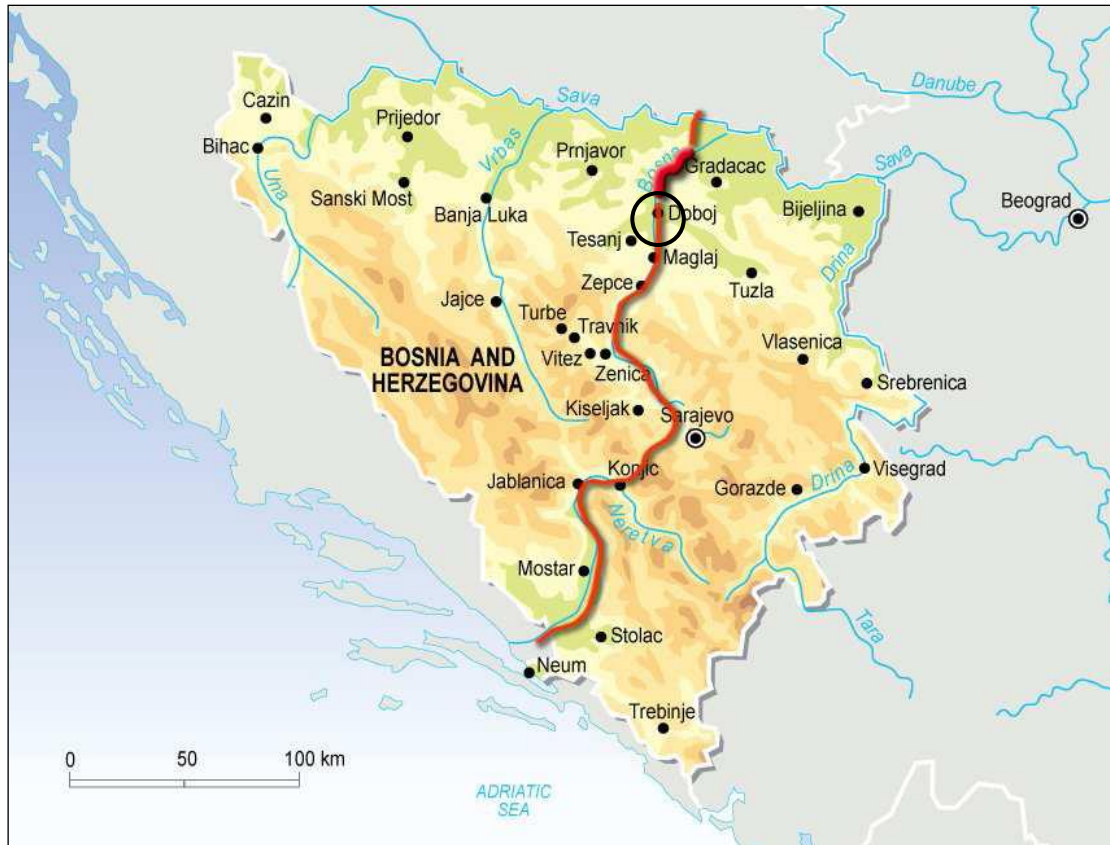 Danube
Sava
Cazin
Prijedor
Bihac
Una
Vrbas
Prnjavor
Bosna
Gradacac
Sava
Sanski Most
Banja Luka
Doboj
Bijeljina
Beograd
Tesanj
Maglaj
Drina
Zepce
Tuzla
Jajce
Turbe
Travnik
Vlasenica
BOSNIA AND
HERZEGOVINA
Vitez
Zenica
Srebrenica
Kiseljak
Sarajevo
Jablanica
Konjic
Gorazde
Drina
Visegrad
Neretva
Mostar
Tara
Stolac
Neum
Trebinje
0 50 100 km
ADRIATIC
SEA